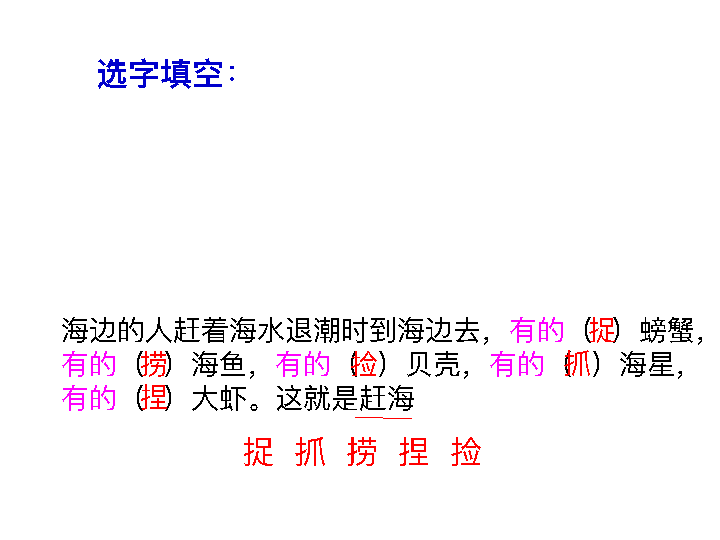 选字填空：
海边的人赶着海水退潮时到海边去，有的（捉）螃蟹，
有的（捞）海鱼，有的（捡）贝壳，有的（抓）海星，
有的（捏）大虾。这就是赶海
捉 抓 捞 捏 捡